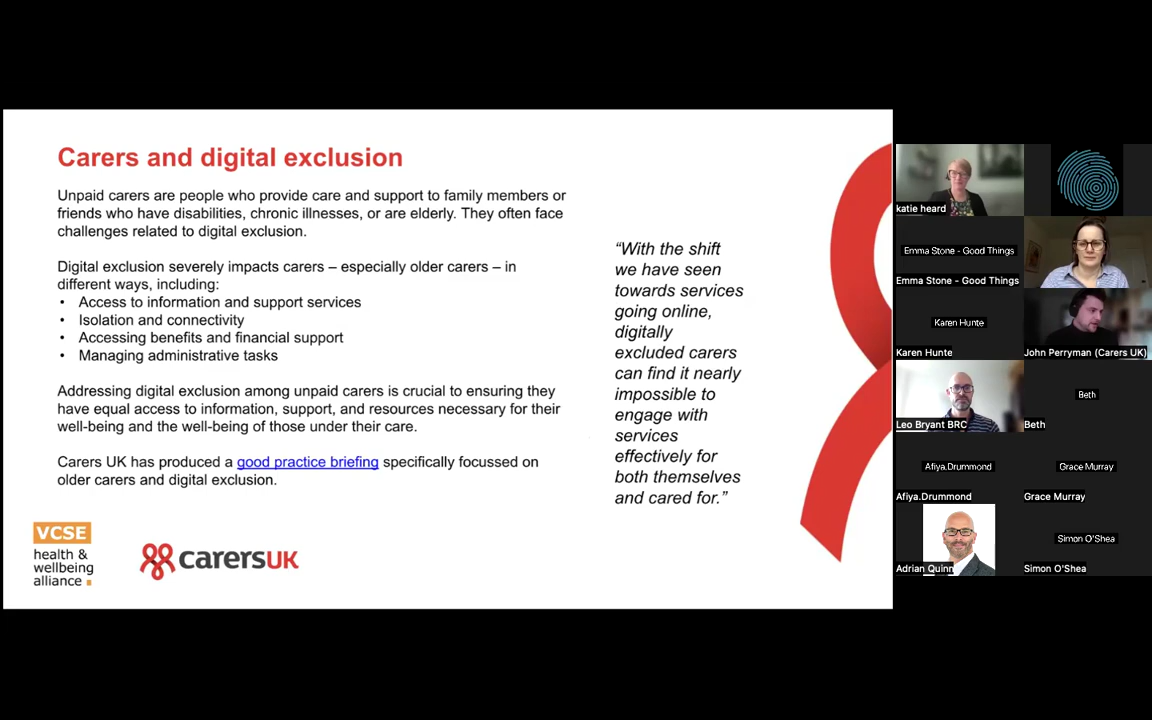 Carers and digital exclusion
Unpaid carers are people who provide care and support to family members or
friends who have disabilities, chronic illnesses, or are elderly. They often face
challenges related to digital exclusion.
Digital exclusion severely impacts carers – especially older carers – in
different ways, including:
• Access to information and support services
• Isolation and connectivity
• Accessing benefits and financial support
• Managing administrative tasks
Addressing digital exclusion among unpaid carers is crucial to ensuring they
have equal access to information, support, and resources necessary for their
well-being and the well-being of those under their care.
Carers UK has produced a good practice briefing specifically focussed on
older carers and digital exclusion.
“With the shift
we have seen
towards services
going online,
digitally
excluded carers
can find it nearly
impossible to
engage with
services
effectively for
both themselves
and cared for.”
VCSE
health &
wellbeing
alliance
carersUK
katie heard
Emma Stone - Good Things
Emma Stone - Good Things
Karen Hunte
Karen Hunte
John Perryman (Carers UK)
Leo Bryant BRC
Beth
Beth
Afiya.Drummond
Afiya.Drummond
Grace Murray
Grace Murray
Adrian Quinn
Simon O'Shea
Simon O'Shea